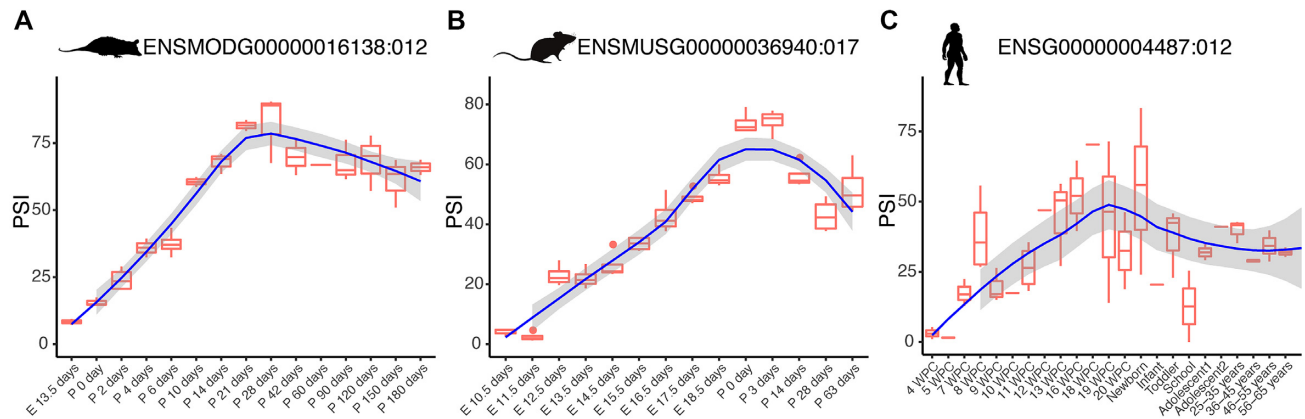 A ENSMODG00000016138:012
PSI
75
50
25
0
E 13.5 days
P 0 day
P 2 days
P 4 days
P 6 days
P 10 days
P 14 days
P 21 days
P 28 days
P 42 days
P 60 days
P 90 days
P 120 days
P 150 days
P 180 days
B ENSMUSG00000036940:017
PSI
80
60
40
20
0
E 10.5 days
E 11.5 days
E 12.5 days
E 13.5 days
E 14.5 days
E 15.5 days
E 16.5 days
E 17.5 days
E 18.5 days
P 0 day
P 3 days
P 14 days
P 28 days
P 63 days
C ENSG00000004487:012
PSI
75
50
25
0
4 WPC
5 WPC
7 WPC
8 WPC
9 WPC
10 WPC
11 WPC
12 WPC
13 WPC
16 WPC
18 WPC
19 WPC
20 WPC
Newborn
Infant
Toddler
School
Adolescent1
Adolescent2
25–35 years
36–45 years
46–55 years
56–65 years